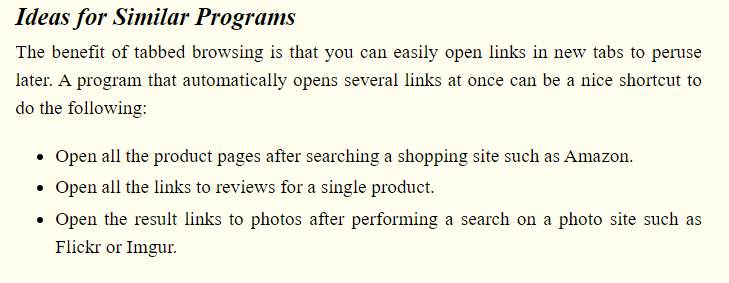 Ideas for Similar Programs
The benefit of tabbed browsing is that you can easily open links in new tabs to peruse
later. A program that automatically opens several links at once can be a nice shortcut to
do the following:
• Open all the product pages after searching a shopping site such as Amazon.
• Open all the links to reviews for a single product.
• Open the result links to photos after performing a search on a photo site such as
Flickr or Imgur.